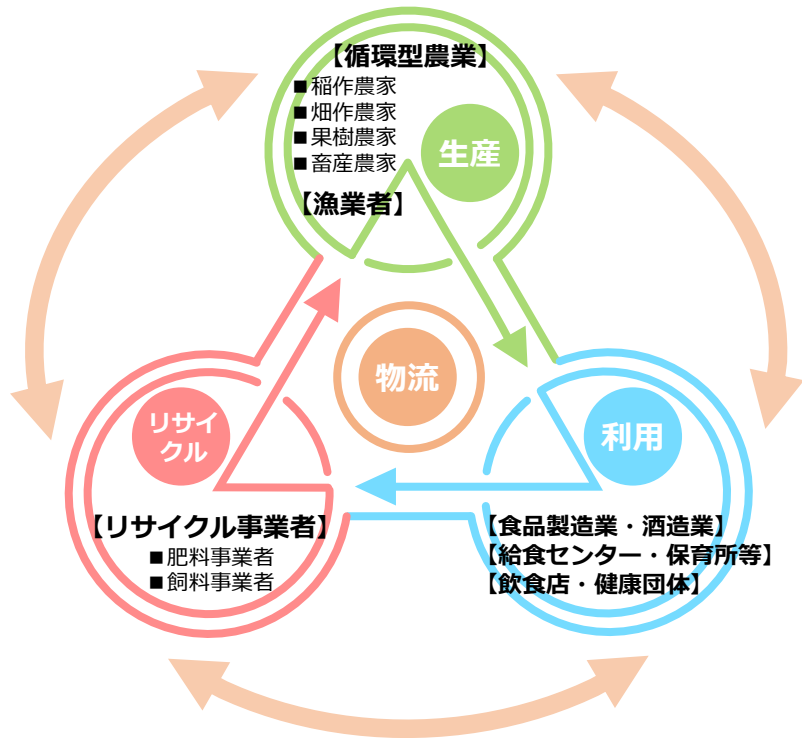 【循環型農業】
■稲作農家
■畑作農家
■果樹農家
■畜産農家
生産
【漁業者】
物流
リサイ
クル
利用
【リサイクル事業者】
■肥料事業者
■飼料事業者
【食品製造業・酒造業】
【給食センター・保育所等】
【飲食店・健康団体】